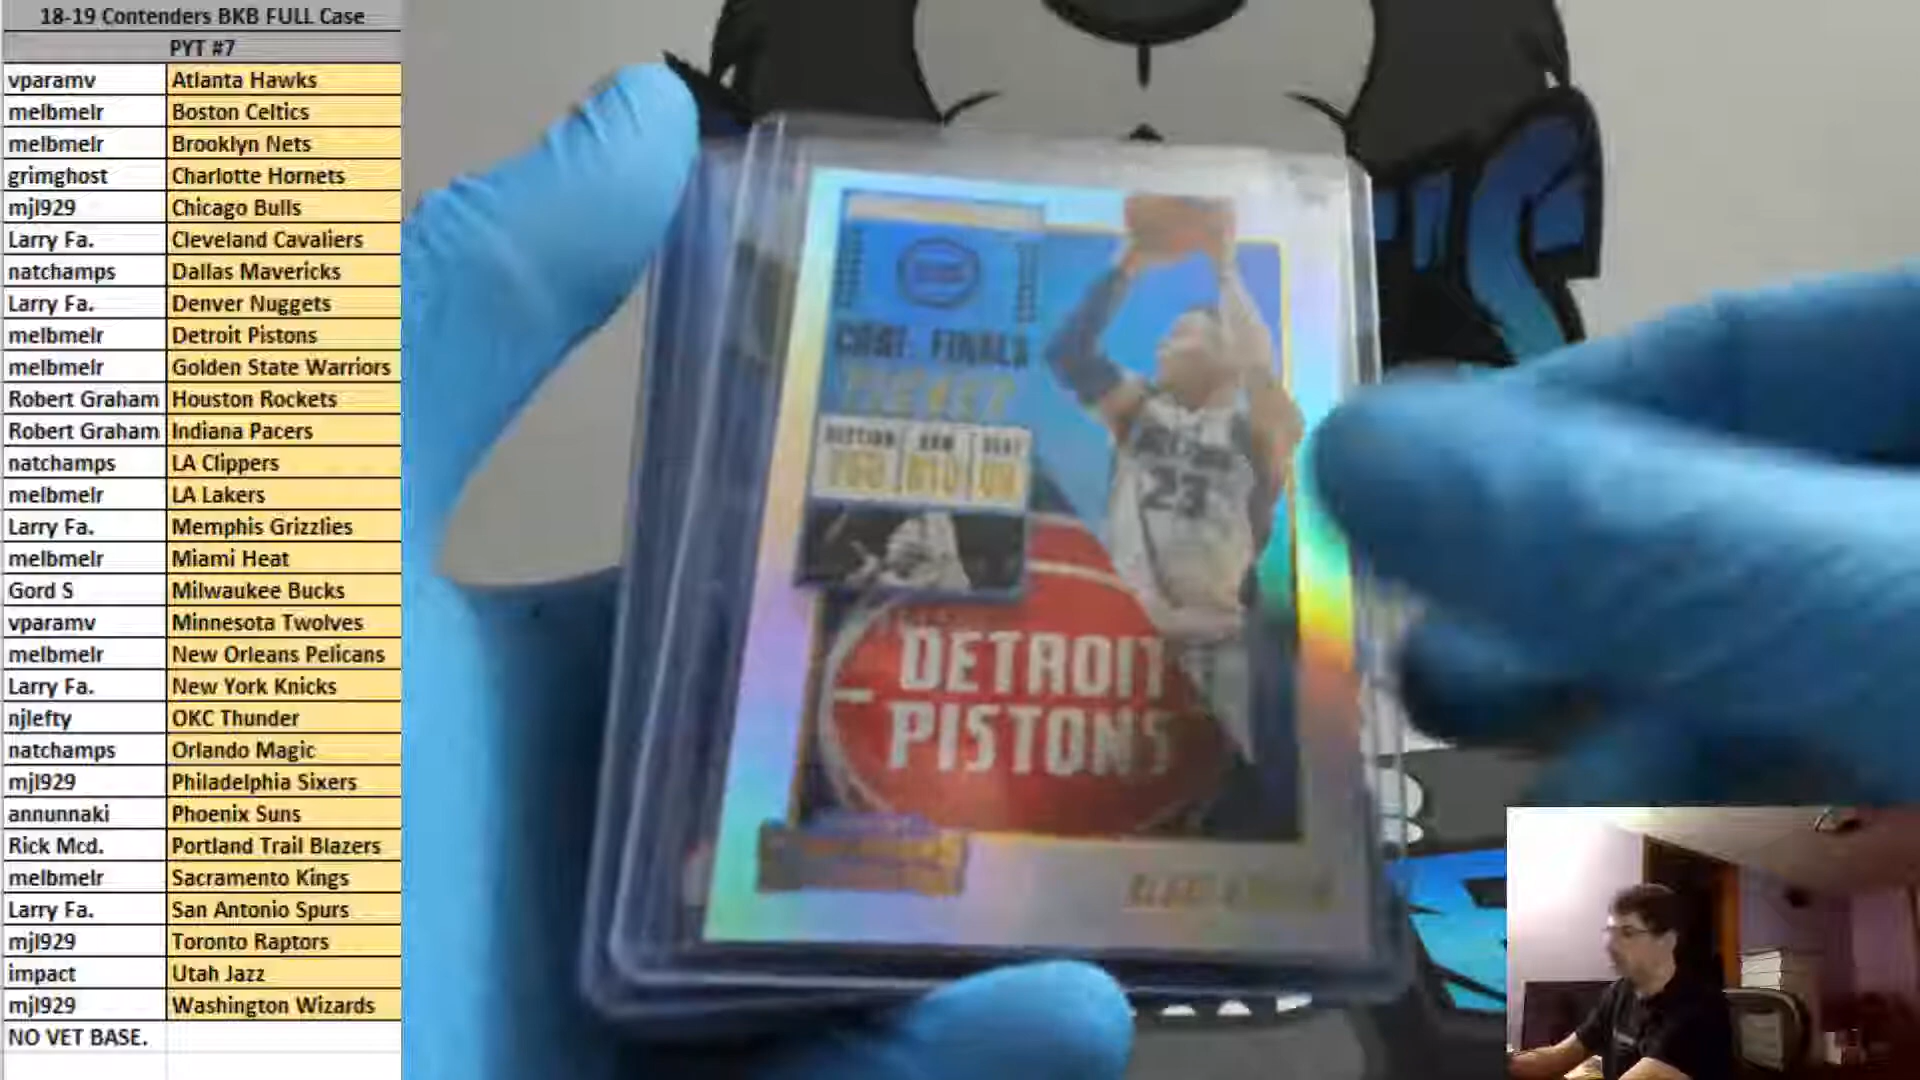 18-19 Contenders BKB FULL Case
PYT #7
vparamv Atlanta Hawks
melbmelr Boston Celtics
melbmelr Brooklyn Nets
grimghost Charlotte Hornets
mjl929 Chicago Bulls
Larry Fa. Cleveland Cavaliers
natchamps Dallas Mavericks
Larry Fa. Denver Nuggets
melbmelr Detroit Pistons
melbmelr Golden State Warriors
Robert Graham Houston Rockets
Robert Graham Indiana Pacers
natchamps LA Clippers
melbmelr LA Lakers
Larry Fa. Memphis Grizzlies
melbmelr Miami Heat
Gord S Milwaukee Bucks
vparamv Minnesota Twolves
melbmelr New Orleans Pelicans
Larry Fa. New York Knicks
njlefty OKC Thunder
natchamps Orlando Magic
mjl929 Philadelphia Sixers
annunnaki Phoenix Suns
Rick Mcd. Portland Trail Blazers
melbmelr Sacramento Kings
Larry Fa. San Antonio Spurs
mjl929 Toronto Raptors
impact Utah Jazz
mjl929 Washington Wizards
NO VET BASE.
CONF. FINALS
TICKET
SECTION ROW SEAT
23
DETROIT
PISTONS